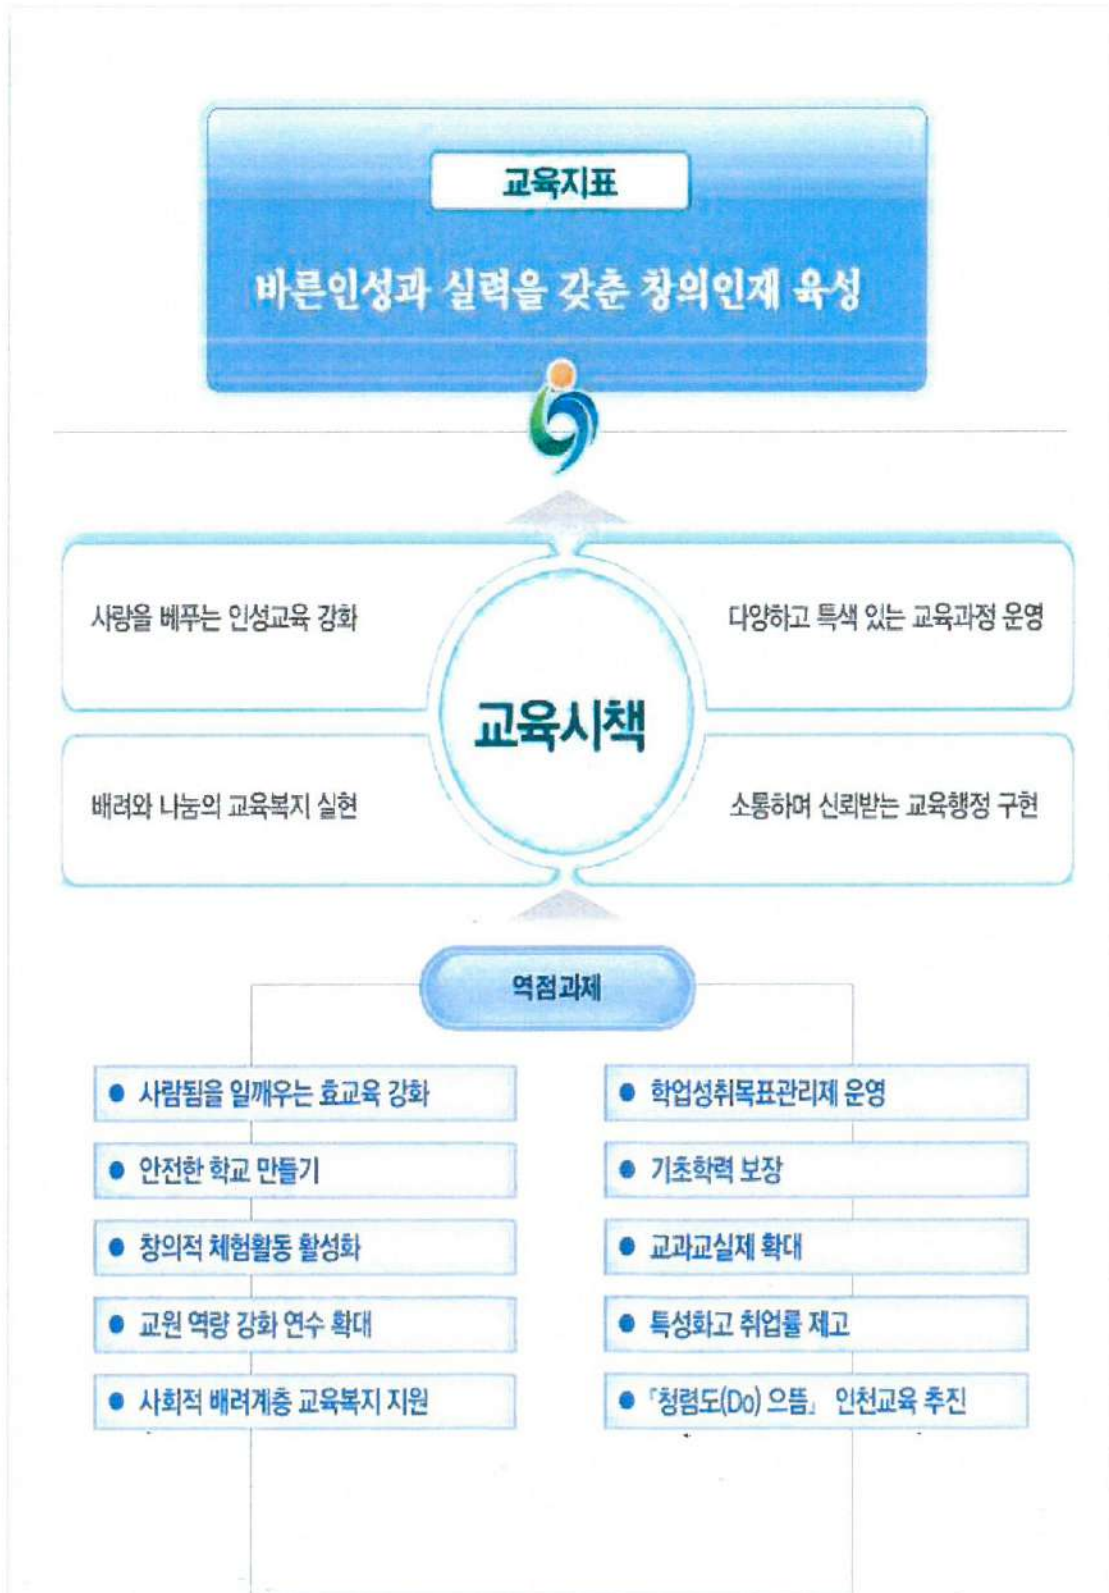 교육지표
바른인성과 실력을 갖춘 창의인재 육성
사랑을 베푸는 인성교육 강화
다양하고 특색 있는 교육과정 운영
교육시책
배려와 나눔의 교육복지 실현
소통하며 신뢰받는 교육행정 구현
역점과제
● 사람됨을 일깨우는 효교육 강화
● 안전한 학교 만들기
● 창의적 체험활동 활성화
● 교원 역량 강화 연수 확대
● 사회적 배려계층 교육복지 지원
● 학업성취목표관리제 운영
● 기초학력 보장
● 교과교실제 확대
● 특성화고 취업률 제고
● 「청렴도(Do) 으뜸」 인천교육 추진